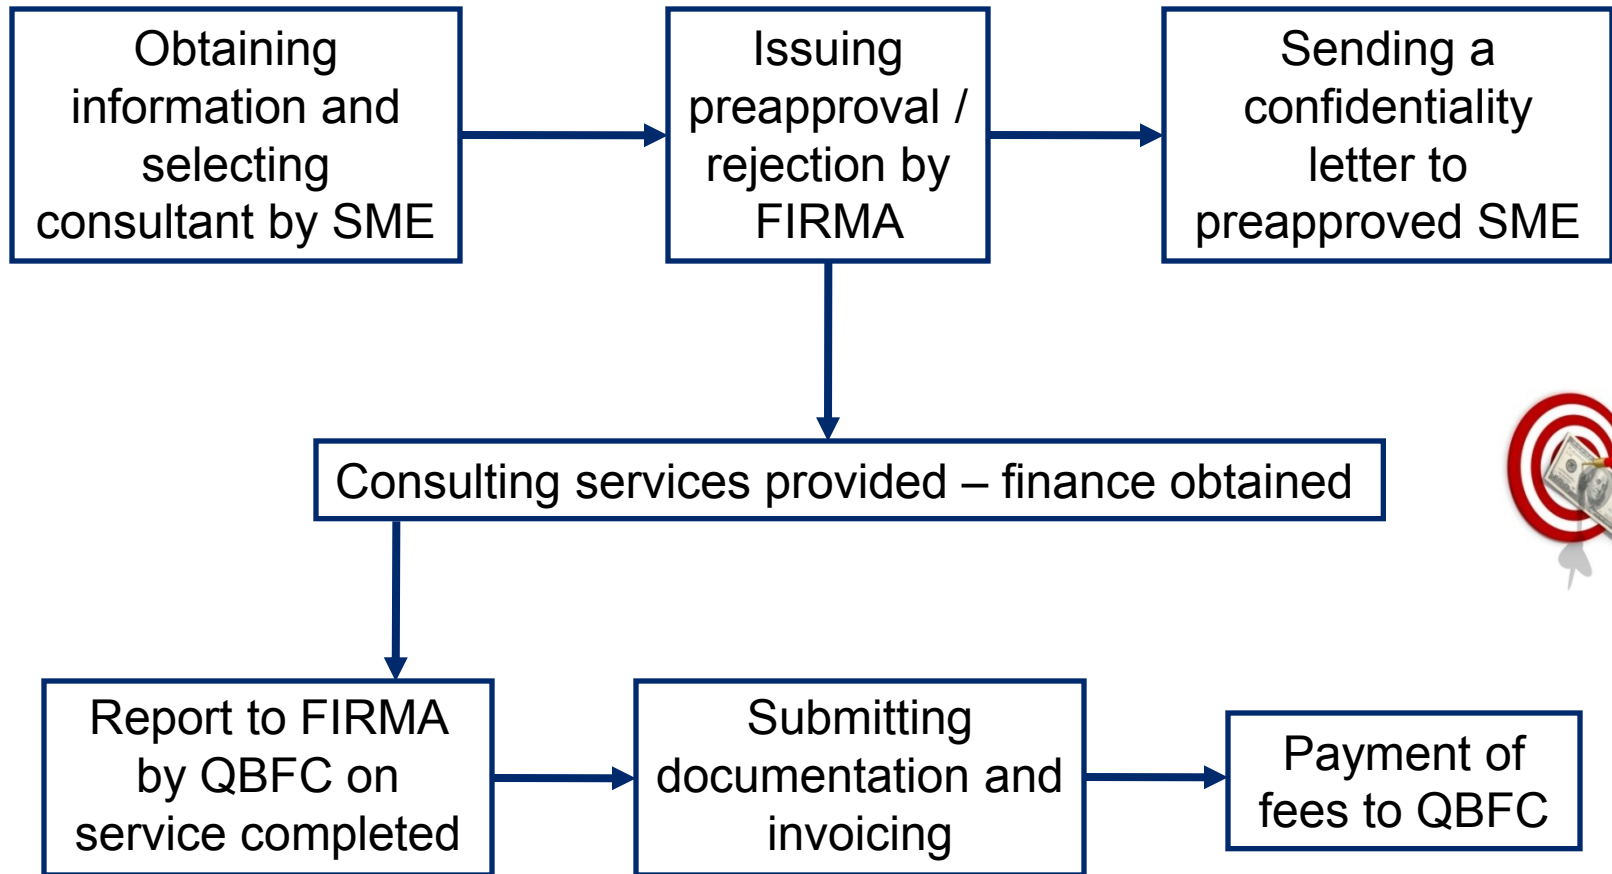 Obtaining
information and
selecting
consultant by SME
Issuing
preapproval /
rejection by
FIRMA
Sending a
confidentiality
letter to
preapproved SME
Consulting services provided – finance obtained
Report to FIRMA
by QBFC on
service completed
Submitting
documentation and
invoicing
Payment of
fees to QBFC